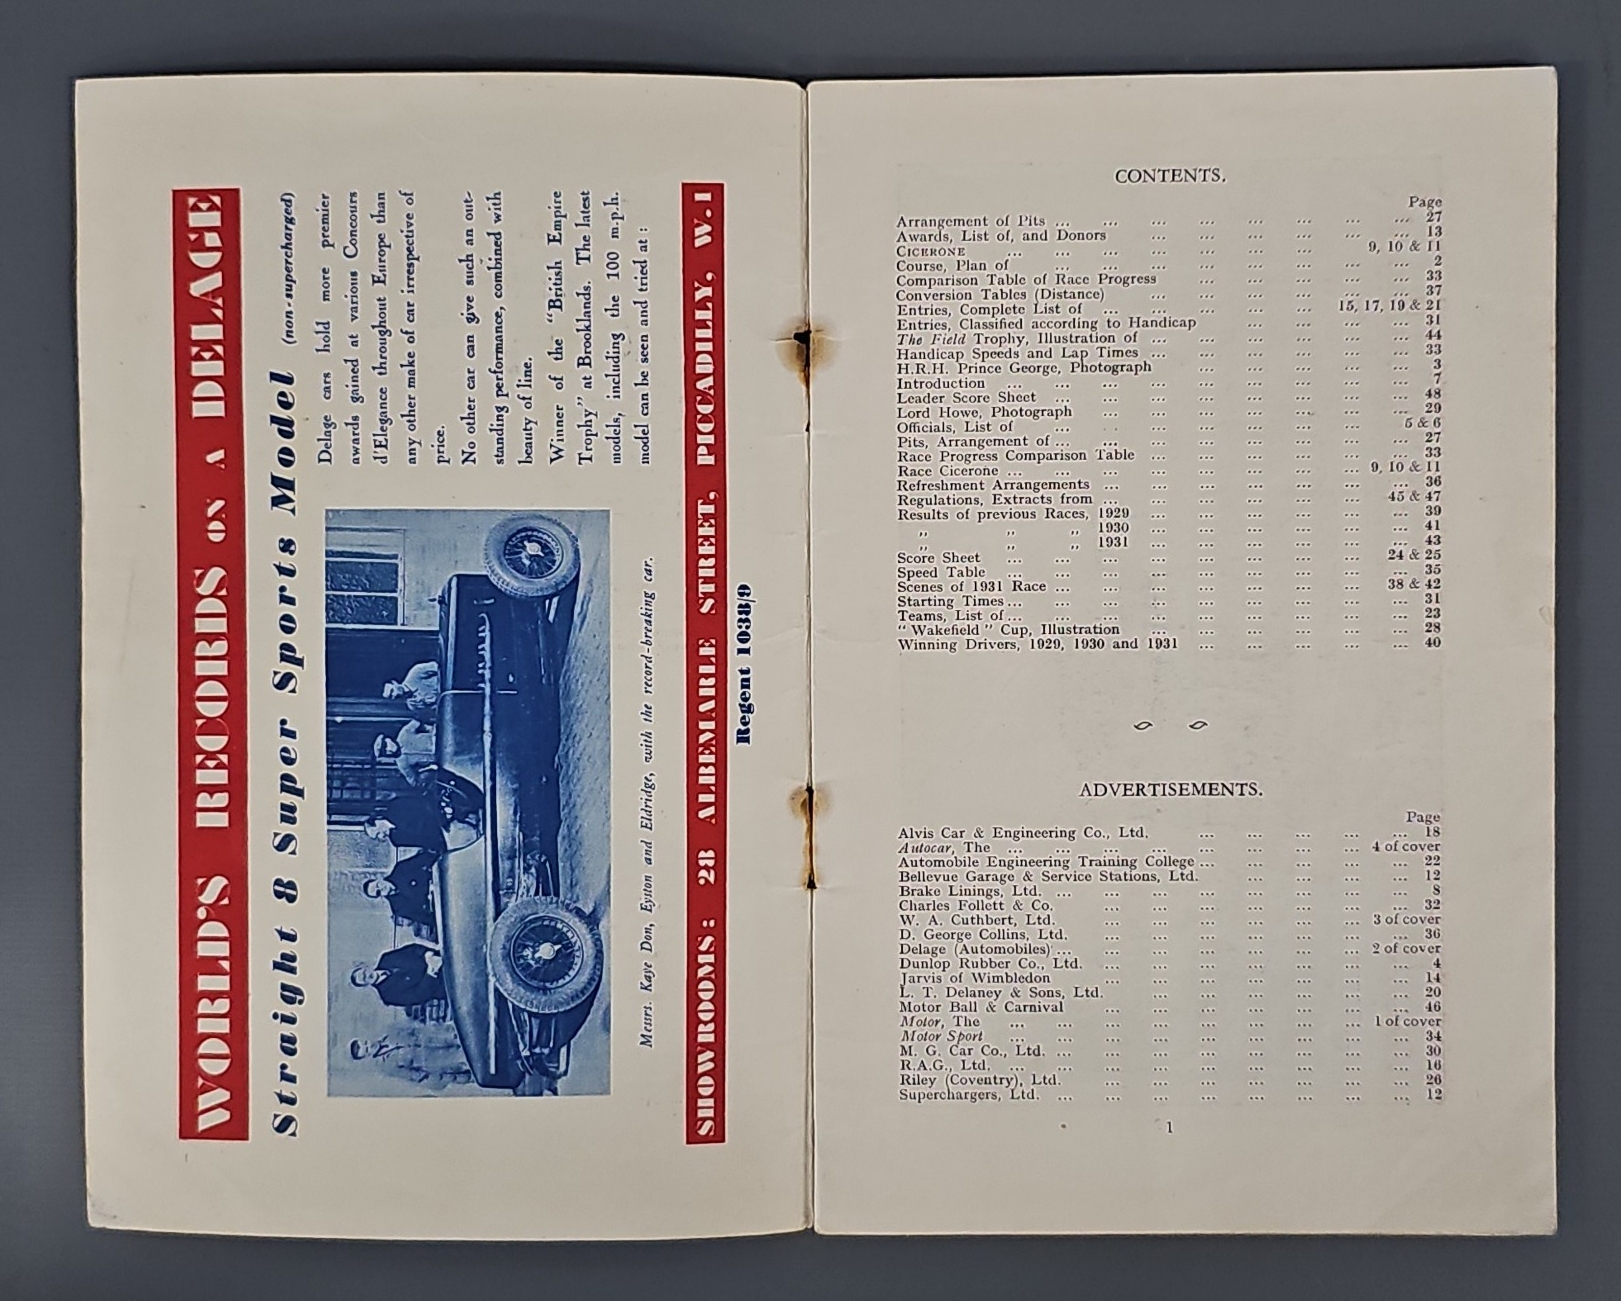 WORLD'S RECORDS ON A DELAGE
Straight 8 Super Sports Model (non-supercharged)
Delage cars hold more premier
awards gained at various Concours
d'Elegance throughout Europe than
any other make of car irrespective of
price.
No other car can give such an out-
standing performance, combined with
beauty of line.
Winner of the "British Empire
Trophy" at Brooklands. The latest
models, including the 100 m.p.h.
model can be seen and tried at :
Messrs. Kaye Don, Eyston and Eldridge, with the record-breaking car.
SHOWROOMS: 28 ALBEMARLE STREET, PICCADILLY, W.1
Regent 1038/9
CONTENTS.
Page
Arrangement of Pits ... ... ... ... ... ... ... ... 27
Awards, List of, and Donors ... ... ... ... ... ... 13
CICERONE ... ... ... ... ... ... ... 9, 10 & 11
Course, Plan of ... ... ... ... ... ... ... ... 2
Comparison Table of Race Progress ... ... ... ... ... 33
Conversion Tables (Distance) ... ... ... ... ... ... 37
Entries, Complete List of ... ... ... ... ... 15, 17, 19 & 21
Entries, Classified according to Handicap ... ... ... ... 31
The Field Trophy, Illustration of ... ... ... ... ... ... 44
Handicap Speeds and Lap Times ... ... ... ... ... ... 33
H.R.H. Prince George, Photograph ... ... ... ... ... 3
Introduction ... ... ... ... ... ... ... ... ... 7
Leader Score Sheet ... ... ... ... ... ... ... ... 48
Lord Howe, Photograph ... ... ... ... ... ... ... 29
Officials, List of ... ... ... ... ... ... ... 5 & 6
Pits, Arrangement of ... ... ... ... ... ... ... ... 27
Race Progress Comparison Table ... ... ... ... ... ... 33
Race Cicerone ... ... ... ... ... ... ... ... 9, 10 & 11
Refreshment Arrangements ... ... ... ... ... ... ... 36
Regulations, Extracts from ... ... ... ... ... ... 45 & 47
Results of previous Races, 1929 ... ... ... ... ... ... 39
,, ,, ,, 1930 ... ... ... ... ... ... 41
,, ,, ,, 1931 ... ... ... ... ... ... 43
Score Sheet ... ... ... ... ... ... ... 24 & 25
Speed Table ... ... ... ... ... ... ... ... ... 35
Scenes of 1931 Race ... ... ... ... ... ... ... 38 & 42
Starting Times ... ... ... ... ... ... ... ... ... 31
Teams, List of ... ... ... ... ... ... ... ... ... 23
" Wakefield " Cup, Illustration ... ... ... ... ... ... 28
Winning Drivers, 1929, 1930 and 1931 ... ... ... ... ... 40
ADVERTISEMENTS.
Page
Alvis Car & Engineering Co., Ltd. ... ... ... ... ... 18
Autocar, The ... ... ... ... ... ... ... ... 4 of cover
Automobile Engineering Training College ... ... ... ... ... 22
Bellevue Garage & Service Stations, Ltd. ... ... ... ... 12
Brake Linings, Ltd. ... ... ... ... ... ... ... ... 8
Charles Follett & Co. ... ... ... ... ... ... ... 32
W. A. Cuthbert, Ltd. ... ... ... ... ... ... 3 of cover
D. George Collins, Ltd. ... ... ... ... ... ... ... 36
Delage (Automobiles) ... ... ... ... ... ... ... 2 of cover
Dunlop Rubber Co., Ltd. ... ... ... ... ... ... ... 4
Jarvis of Wimbledon ... ... ... ... ... ... ... 14
L. T. Delaney & Sons, Ltd. ... ... ... ... ... ... 20
Motor Ball & Carnival ... ... ... ... ... ... ... 46
Motor, The ... ... ... ... ... ... ... ... 1 of cover
Motor Sport ... ... ... ... ... ... ... ... ... 34
M. G. Car Co., Ltd. ... ... ... ... ... ... ... ... 30
R.A.G., Ltd. ... ... ... ... ... ... ... ... ... 16
Riley (Coventry), Ltd. ... ... ... ... ... ... ... 26
Superchargers, Ltd. ... ... ... ... ... ... ... ... 12
1